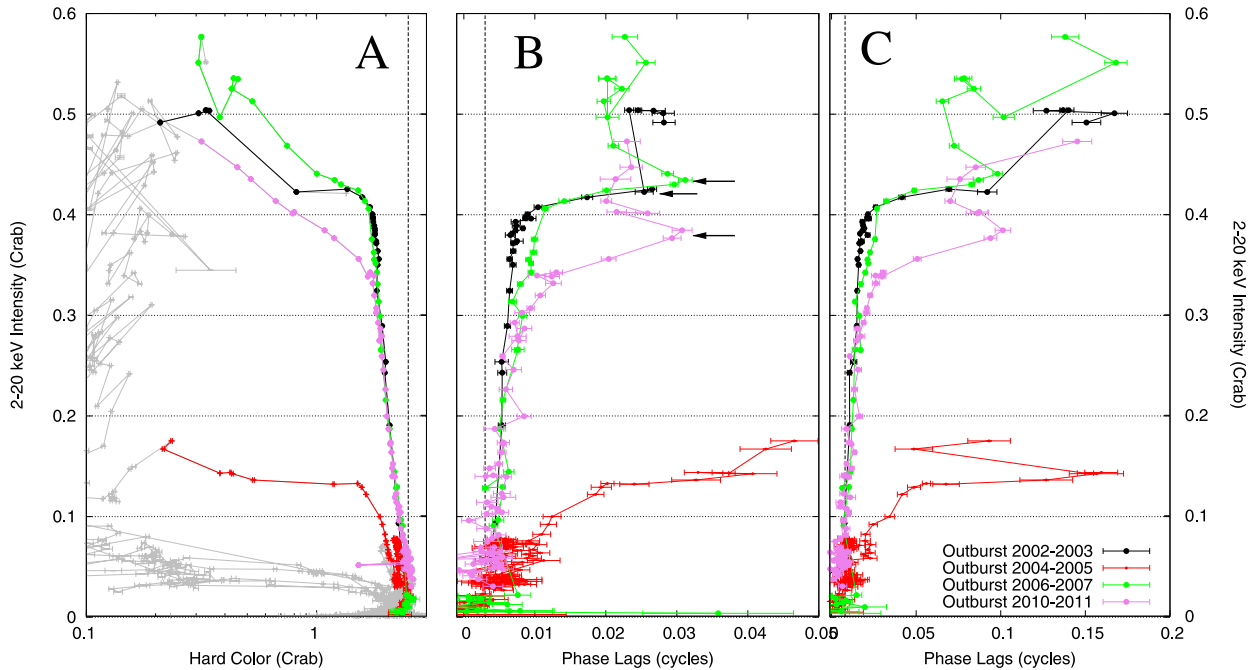 A
B
C
0.6
0.5
0.4
0.3
0.2
0.1
0
2-20 keV Intensity (Crab)
0.1
1
Hard Color (Crab)
0
0.01
0.02
0.03
0.04
0.05
Phase Lags (cycles)
0
0.05
0.1
0.15
0.2
Phase Lags (cycles)
0.6
0.5
0.4
0.3
0.2
0.1
0
2-20 keV Intensity (Crab)
Outburst 2002-2003
Outburst 2004-2005
Outburst 2006-2007
Outburst 2010-2011